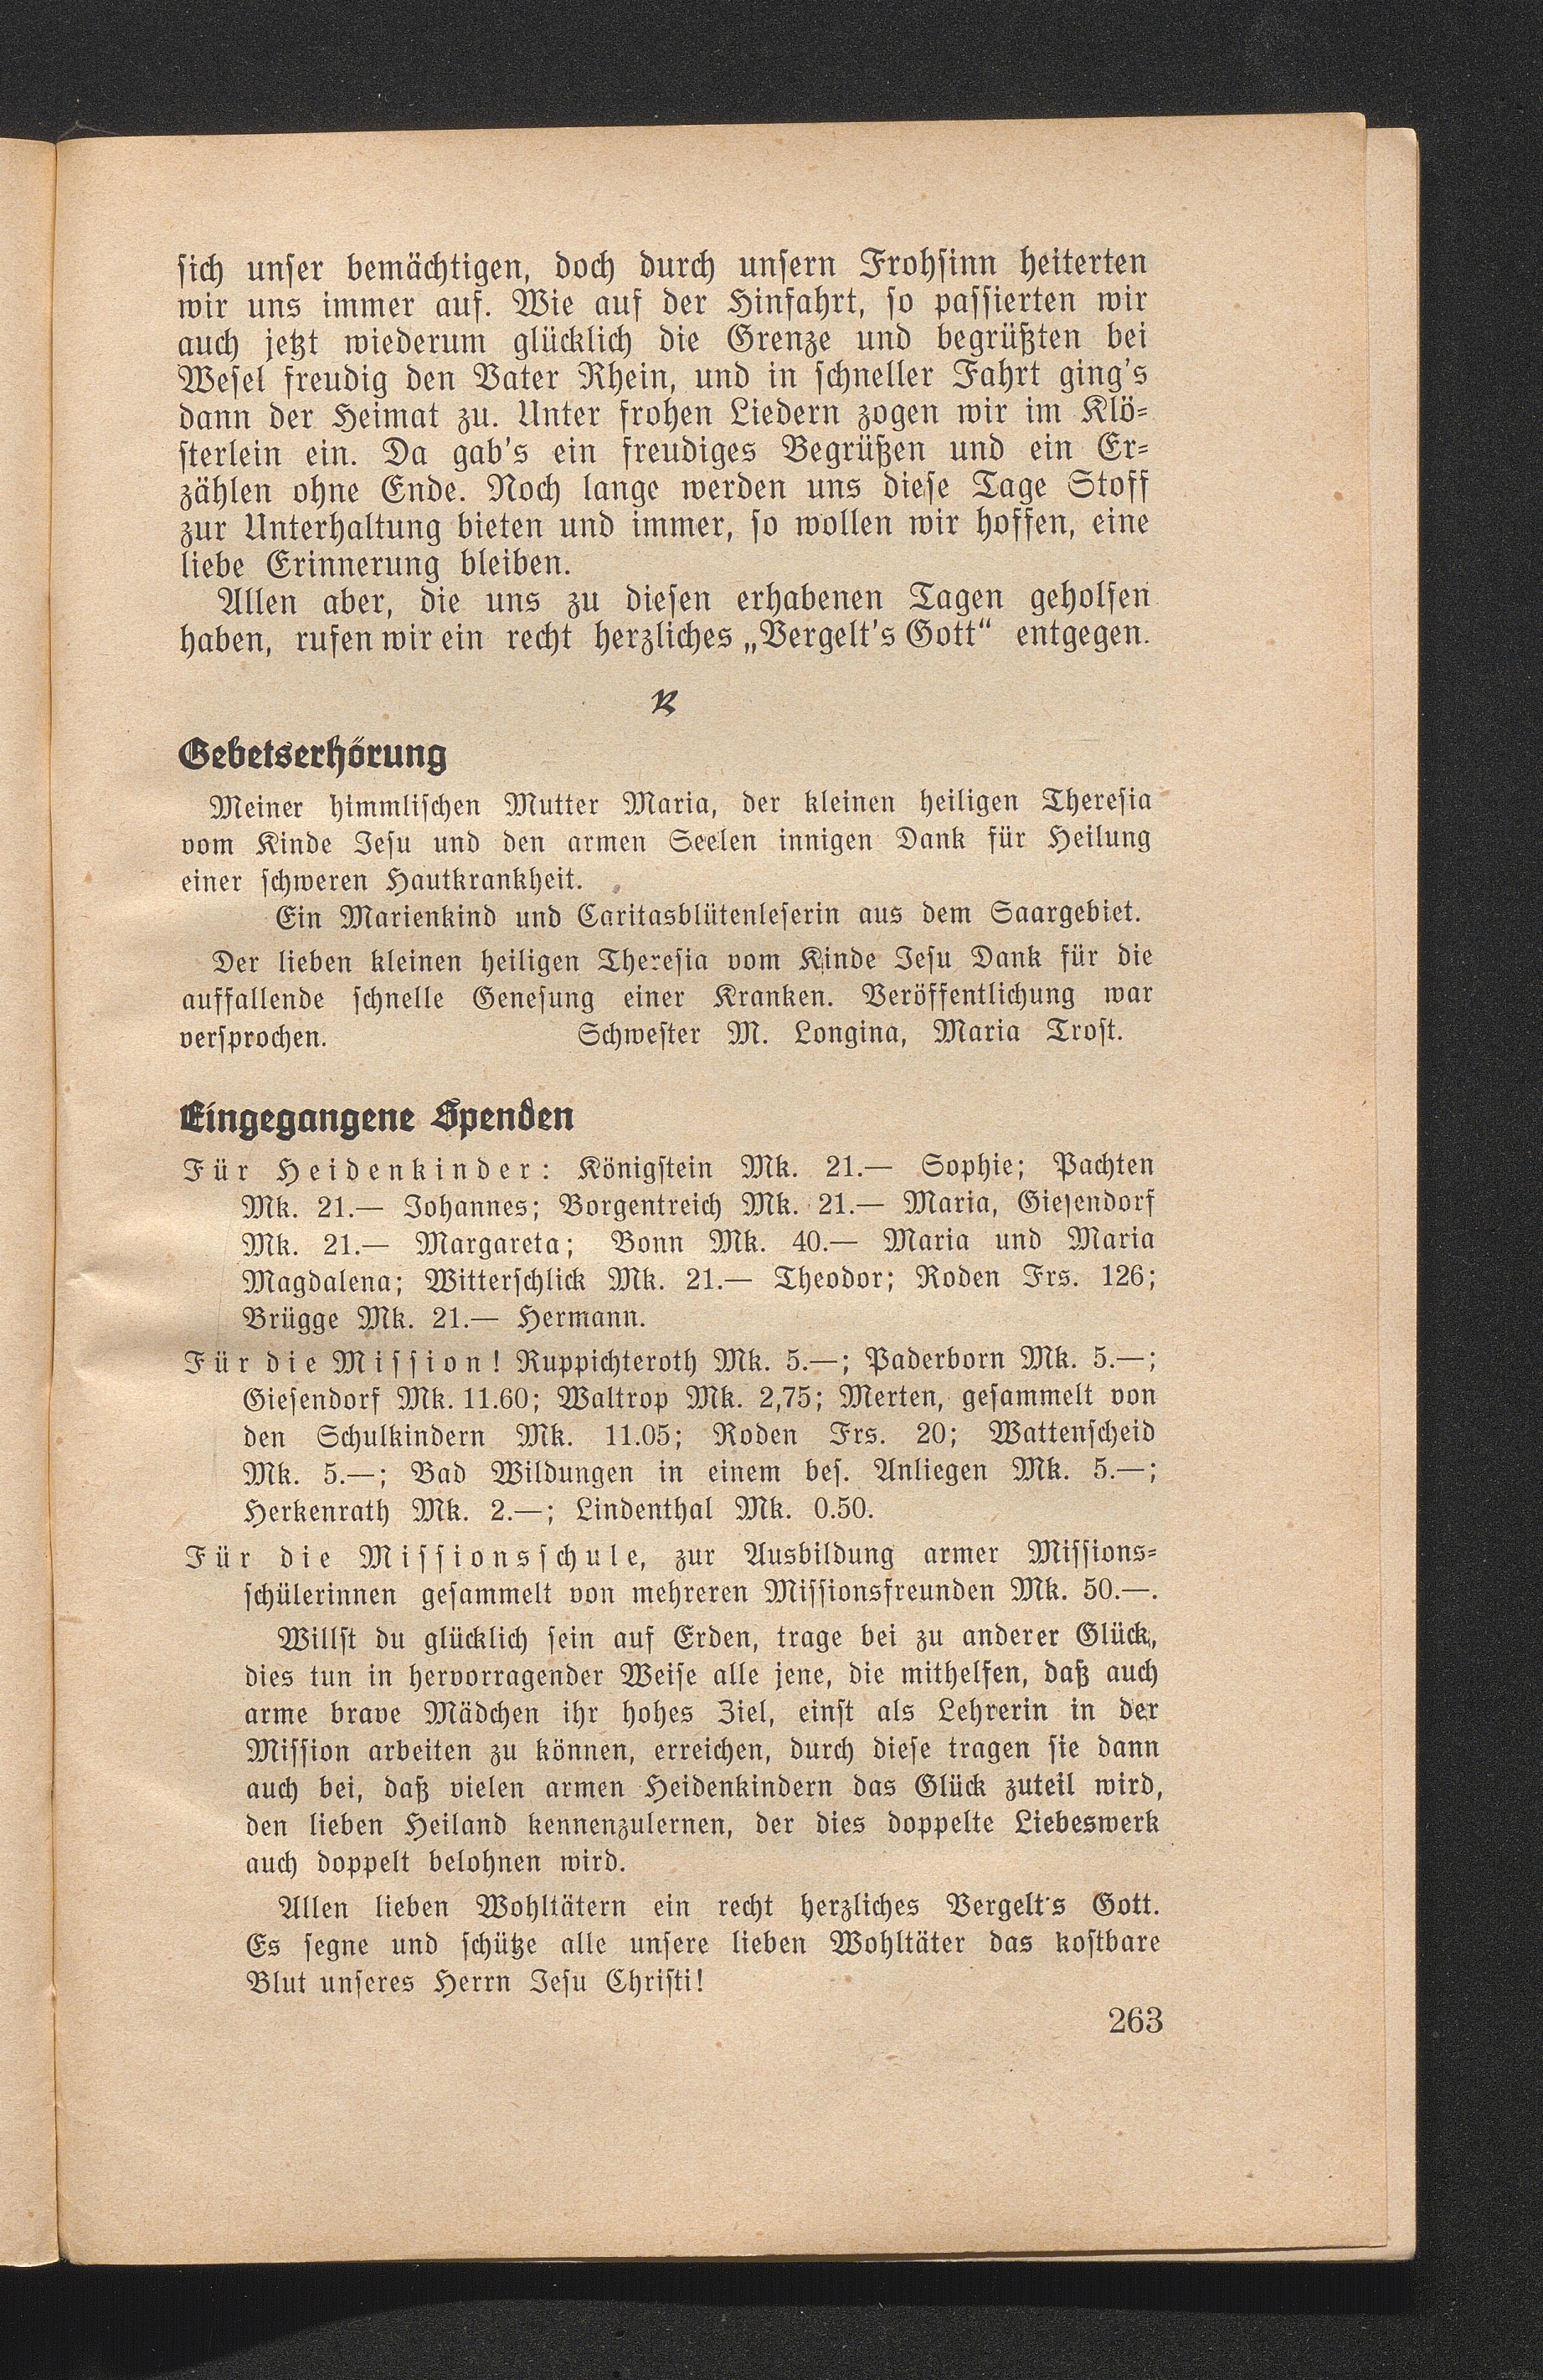 sich unser bemächtigen, doch durch unsern Frohsinn heiterten
wir uns immer auf. Wie auf der Hinfahrt, so passierten wir
auch jetzt wiederum glücklich die Grenze und begrüßten bei
Wesel freudig den Vater Rhein, und in schneller Fahrt ging's
dann der Heimat zu. Unter frohen Liedern zogen wir im Klö-
sterlein ein. Da gab's ein freudiges Begrüßen und ein Er-
zählen ohne Ende. Noch lange werden uns diese Tage Stoff
zur Unterhaltung bieten und immer, so wollen wir hoffen, eine
liebe Erinnerung bleiben.
Allen aber, die uns zu diesen erhabenen Tagen geholfen
haben, rufen wir ein recht herzliches „Vergelt's Gott“ entgegen.
Gebetserhörung
Meiner himmlischen Mutter Maria, der kleinen heiligen Theresia
vom Kinde Jesu und den armen Seelen innigen Dank für Heilung
einer schweren Hautkrankheit.
Ein Marienkind und Caritasblütenleserin aus dem Saargebiet.
Der lieben kleinen heiligen Theresia vom Kinde Jesu Dank für die
auffallende schnelle Genesung einer Kranken. Veröffentlichung war
versprochen. Schwester M. Longina, Maria Trost.
Eingegangene Spenden
Für Heidenkinder: Königstein Mk. 21.— Sophie; Pachten
Mk. 21.— Johannes; Borgentreich Mk. 21.— Maria, Giesendorf
Mk. 21.— Margareta; Bonn Mk. 40.— Maria und Maria
Magdalena; Witterschlick Mk. 21.— Theodor; Roden Frs. 126;
Brügge Mk. 21.— Hermann.
Für die Mission! Ruppichteroth Mk. 5.—; Paderborn Mk. 5.—;
Giesendorf Mk. 11.60; Waltrop Mk. 2,75; Merten, gesammelt von
den Schulkindern Mk. 11.05; Roden Frs. 20; Wattenscheid
Mk. 5.—; Bad Wildungen in einem bes. Anliegen Mk. 5.—;
Herkenrath Mk. 2.—; Lindenthal Mk. 0.50.
Für die Missionsschule, zur Ausbildung armer Missions-
schülerinnen gesammelt von mehreren Missionsfreunden Mk. 50.—.
Willst du glücklich sein auf Erden, trage bei zu anderer Glück,
dies tun in hervorragender Weise alle jene, die mithelfen, daß auch
arme brave Mädchen ihr hohes Ziel, einst als Lehrerin in der
Mission arbeiten zu können, erreichen, durch diese tragen sie dann
auch bei, daß vielen armen Heidenkindern das Glück zuteil wird,
den lieben Heiland kennenzulernen, der dies doppelte Liebeswerk
auch doppelt belohnen wird.
Allen lieben Wohltätern ein recht herzliches Vergelt's Gott.
Es segne und schütze alle unsere lieben Wohltäter das kostbare
Blut unseres Herrn Jesu Christi!
263